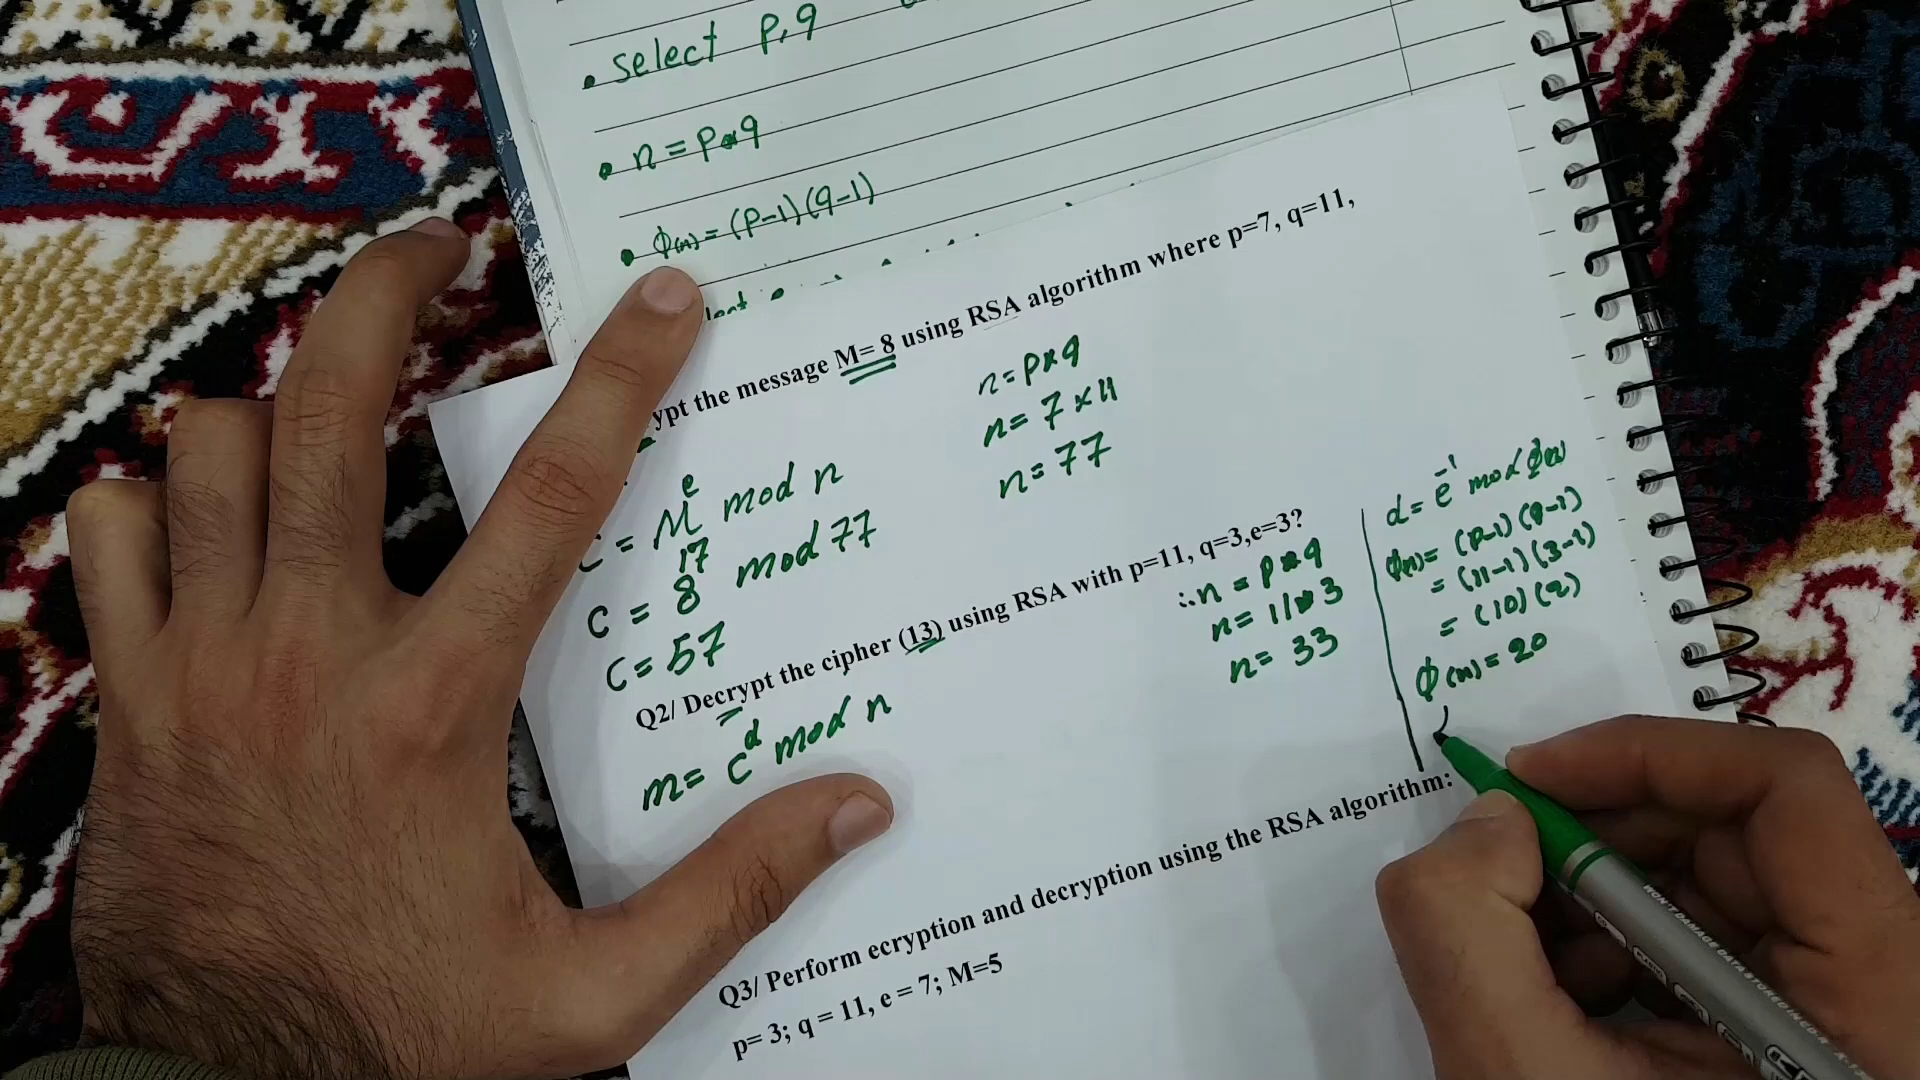 • select p,q
• n = p*q
• ϕ(n) = (p-1)(q-1)
ypt the message M= 8 using RSA algorithm where p=7, q=11,
n = p*q
n = 7 × 11
n = 77
C = M^e mod n
C = 8^17 mod 77
C = 57
Q2/ Decrypt the cipher (13) using RSA with p=11, q=3,e=3?
m = c^d mod n
∴n = p*q
n = 11*3
n = 33
d = e^-1 mod ϕ(n)
ϕ(n) = (p-1)(q-1)
= (11-1)(3-1)
= (10)(2)
ϕ(n) = 20
Q3/ Perform ecryption and decryption using the RSA algorithm:
p= 3; q = 11, e = 7; M=5